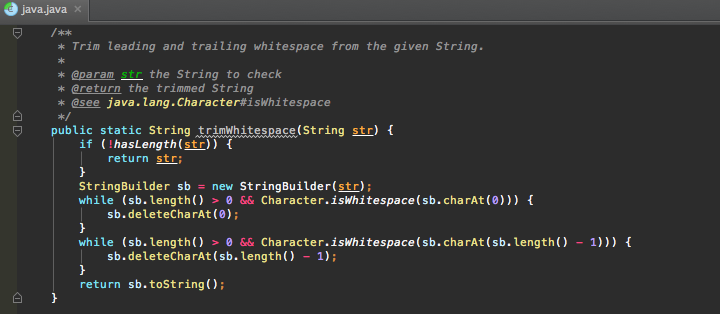 java.java
/**
 * Trim leading and trailing whitespace from the given String.
 *
 * @param str the String to check
 * @return the trimmed String
 * @see java.lang.Character#isWhitespace
 */
public static String trimWhitespace(String str) {
    if (!hasLength(str)) {
        return str;
    }
    StringBuilder sb = new StringBuilder(str);
    while (sb.length() > 0 && Character.isWhitespace(sb.charAt(0))) {
        sb.deleteCharAt(0);
    }
    while (sb.length() > 0 && Character.isWhitespace(sb.charAt(sb.length() - 1))) {
        sb.deleteCharAt(sb.length() - 1);
    }
    return sb.toString();
}